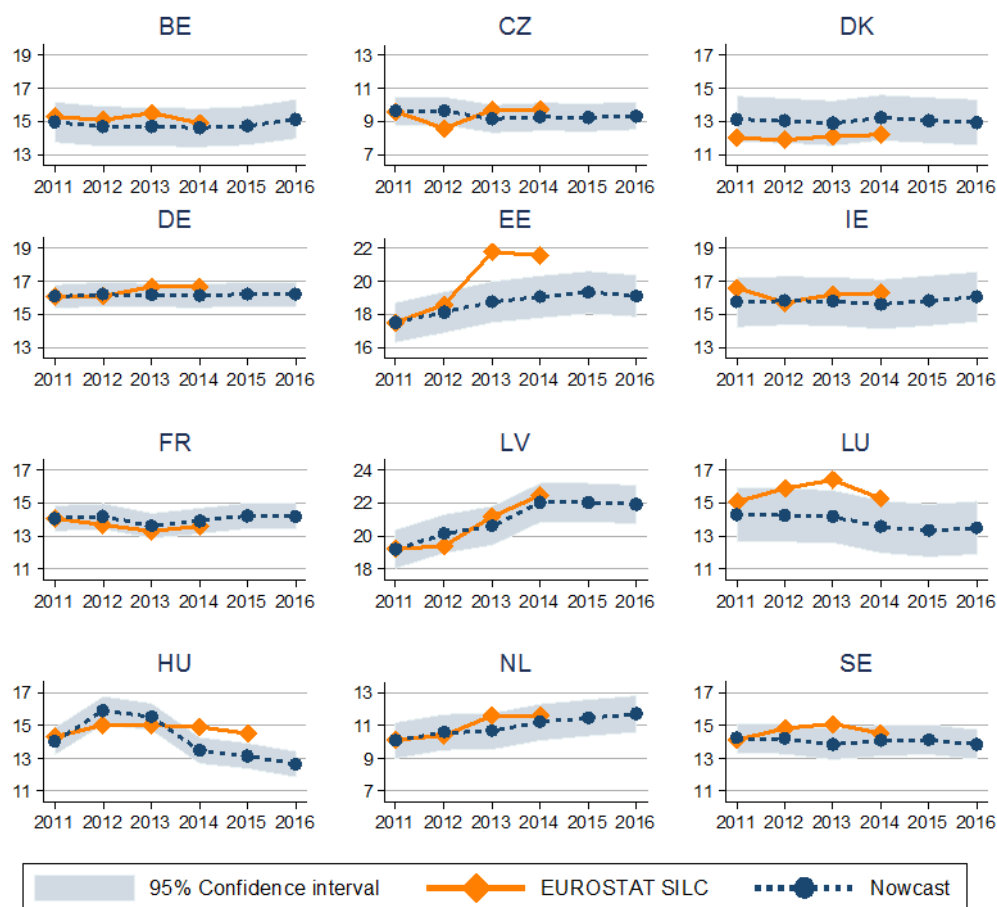 BE CZ DK
19 13 17
17 11 15
15 9 13
13 7 11
2011 2012 2013 2014 2015 2016 2011 2012 2013 2014 2015 2016 2011 2012 2013 2014 2015 2016
DE EE IE
19 22 19
17 20 17
15 18 15
13 16 13
2011 2012 2013 2014 2015 2016 2011 2012 2013 2014 2015 2016 2011 2012 2013 2014 2015 2016
FR LV LU
17 24 17
15 22 15
13 20 13
11 18 11
2011 2012 2013 2014 2015 2016 2011 2012 2013 2014 2015 2016 2011 2012 2013 2014 2015 2016
HU NL SE
17 13 17
15 11 15
13 9 13
11 7 11
2011 2012 2013 2014 2015 2016 2011 2012 2013 2014 2015 2016 2011 2012 2013 2014 2015 2016
95% Confidence interval EUROSTAT SILC Nowcast